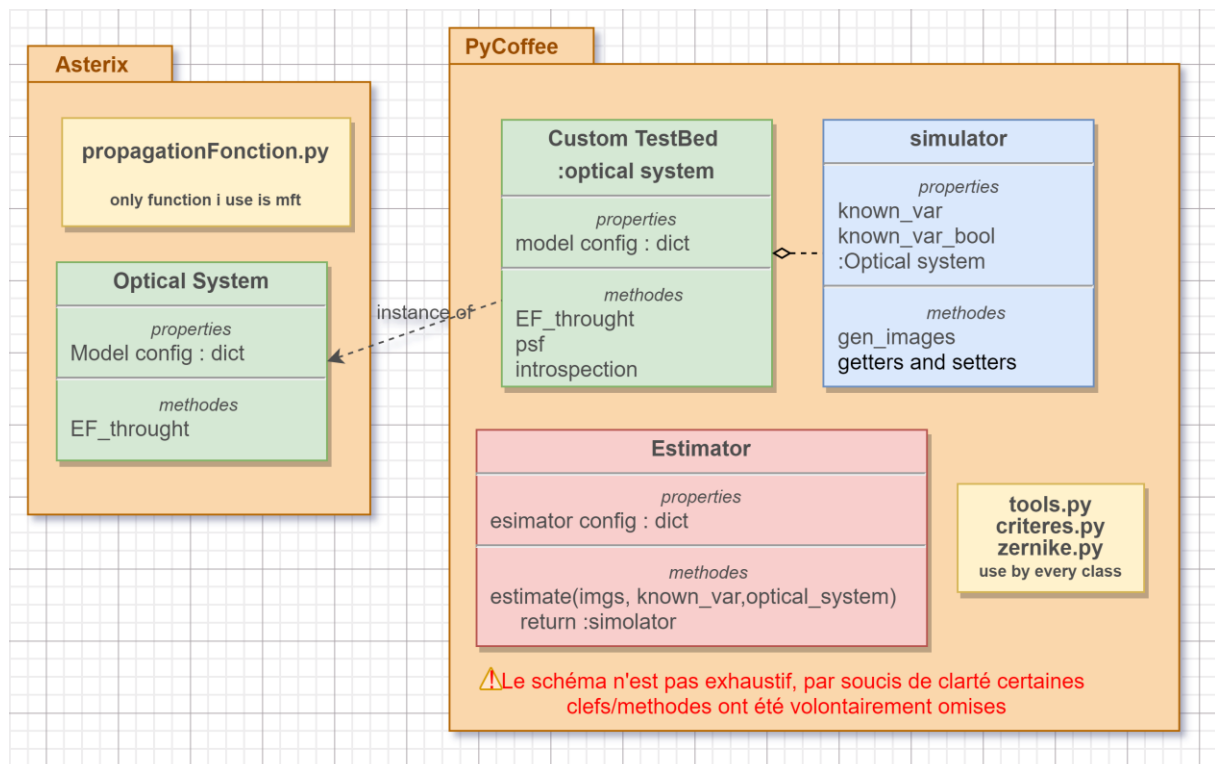 Asterix
propagationFonction.py
only function i use is mft
Optical System
properties
Model config : dict
methodes
EF_throught
instance of
PyCoffee
Custom TestBed
:optical system
properties
model config : dict
methodes
EF_throught
psf
introspection
simulator
properties
known_var
known_var_bool
:Optical system
methodes
gen_images
getters and setters
Estimator
properties
esimator config : dict
methodes
estimate(imgs, known_var,optical_system)
return :simolator
tools.py
criteres.py
zernike.py
use by every class
⚠Le schéma n'est pas exhaustif, par soucis de clarté certaines
clefs/methodes ont été volontairement omises